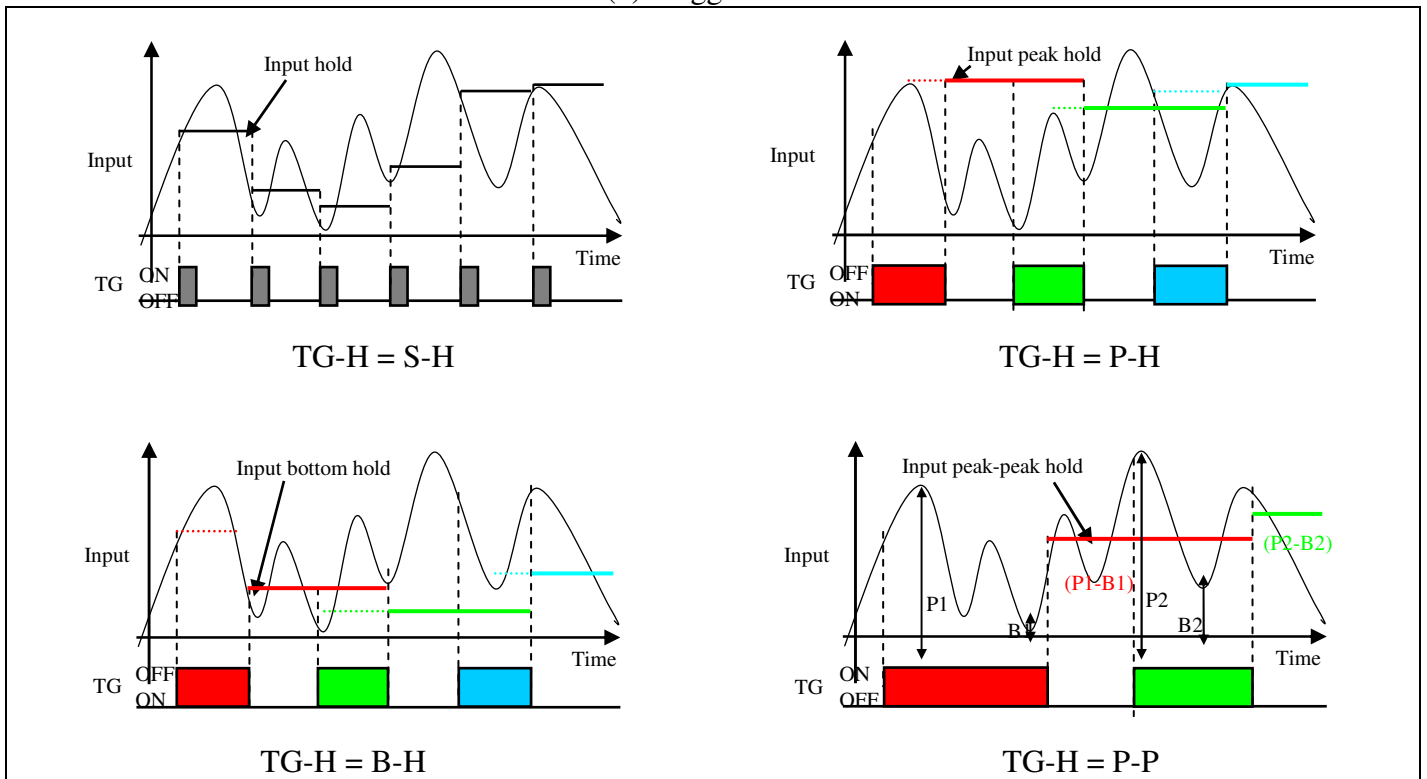 Input hold
Input
Time
TG
ON
OFF
TG-H = S-H
Input peak hold
Input
Time
TG
OFF
ON
TG-H = P-H
Input bottom hold
Input
Time
TG
OFF
ON
TG-H = B-H
Input peak-peak hold
Input
(P2-B2)
(P1-B1)
P1
P2
B1
B2
Time
TG
ON
OFF
TG-H = P-P